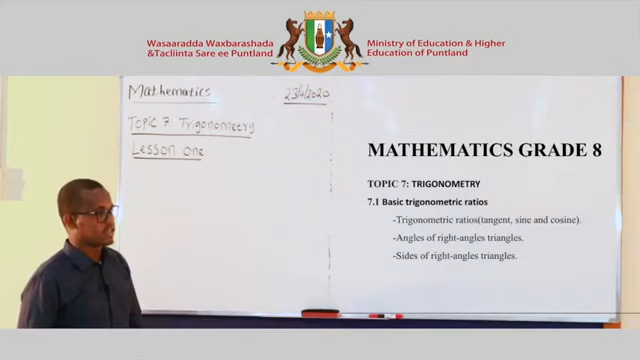 Wasaaradda Waxbarashada
&Tacliinta Sare ee Puntland
Ministry of Education & Higher
Education of Puntland
Mathematics
23/4/2020
Topic 7: Trigonometry
Lesson one
MATHEMATICS GRADE 8
TOPIC 7: TRIGONOMETRY
7.1 Basic trigonometric ratios
-Trigonometric ratios(tangent, sine and cosine).
-Angles of right-angles triangles.
-Sides of right-angles triangles.